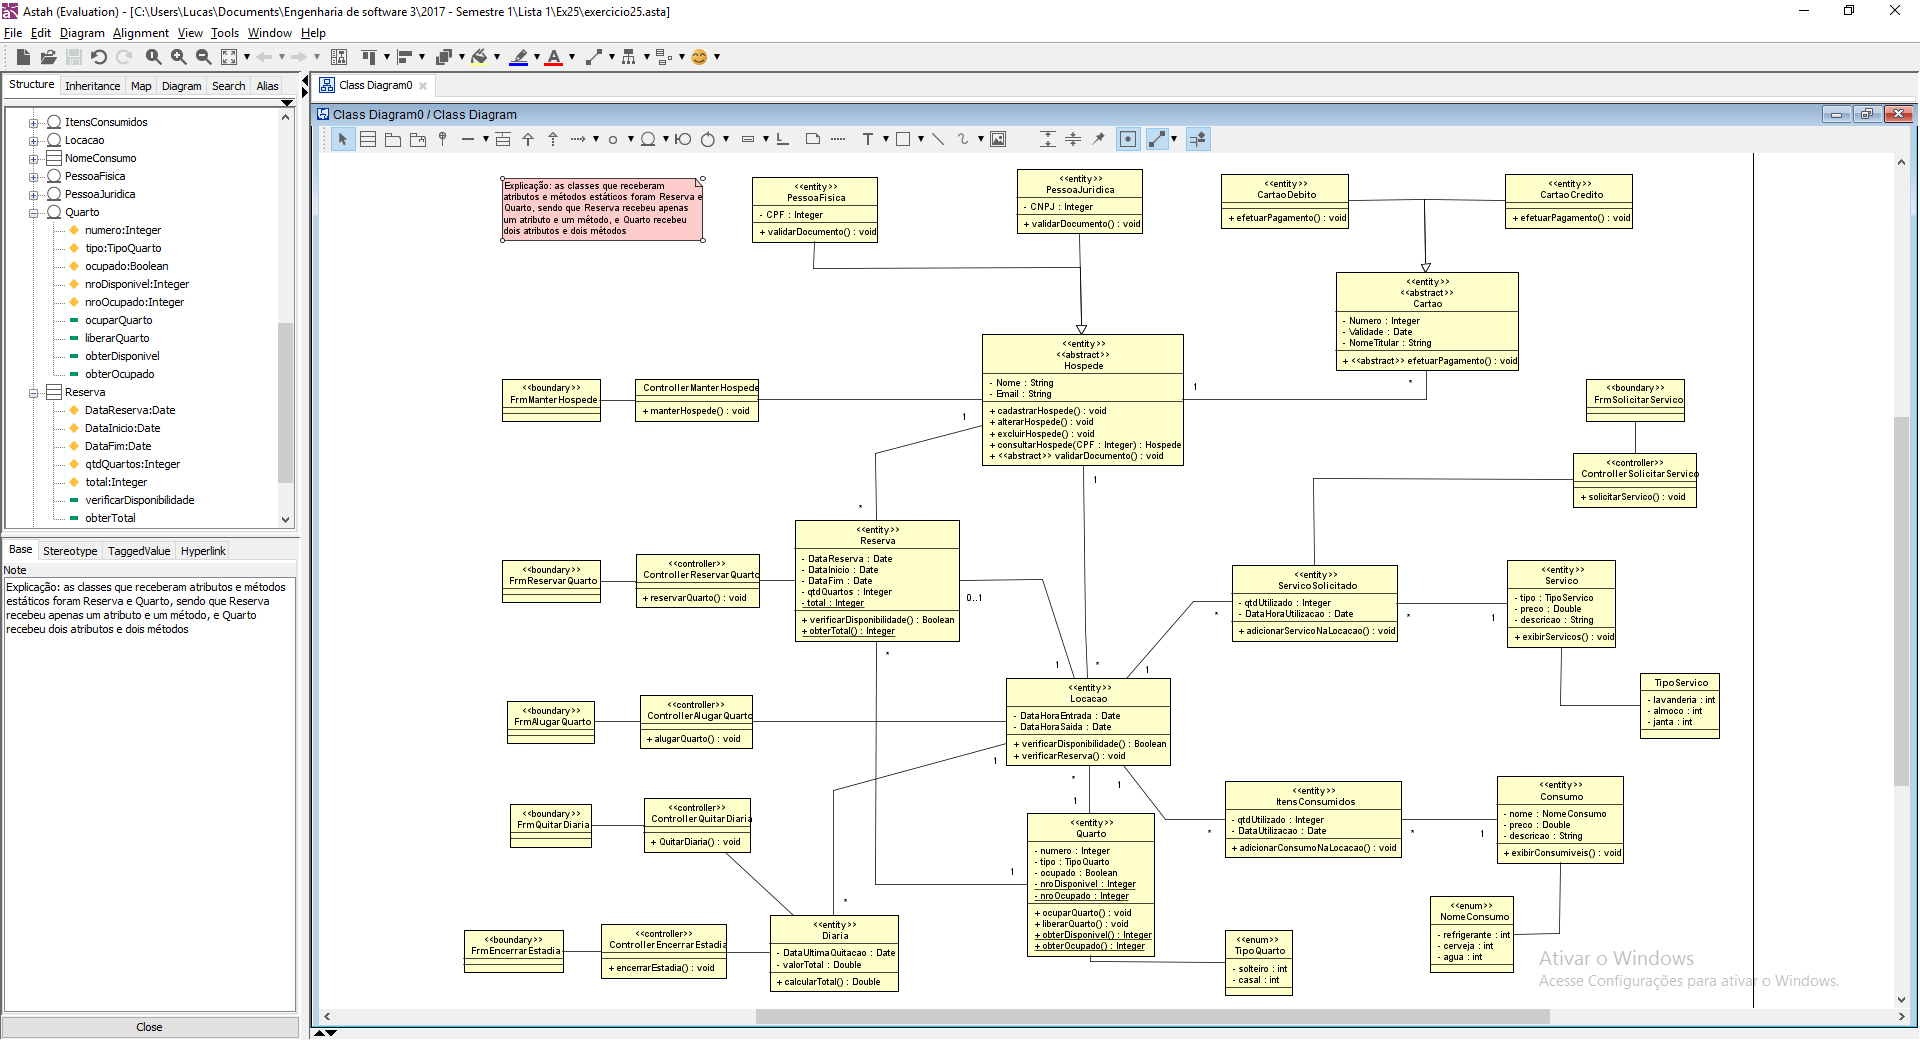 Astah (Evaluation) - [C:\Users\Lucas\Documents\Engenharia de software 3\2017 - Semestre 1\Lista 1\Ex25\exercicio25.asta]
File Edit Diagram Alignment View Tools Window Help
Structure Inheritance Map Diagram Search Alias
ItensConsumidos
Locacao
NomeConsumo
PessoaFisica
PessoaJuridica
Quarto
numero:Integer
tipo:TipoQuarto
ocupado:Boolean
nroDisponivel:Integer
nroOcupado:Integer
ocuparQuarto
liberarQuarto
obterDisponivel
obterOcupado
Reserva
DataReserva:Date
DataInicio:Date
DataFim:Date
qtdQuartos:Integer
total:Integer
verificarDisponibilidade
obterTotal
Base Stereotype TaggedValue Hyperlink
Note
Explicação: as classes que receberam atributos e métodos
estáticos foram Reserva e Quarto, sendo que Reserva
recebeu apenas um atributo e um método, e Quarto
recebeu dois atributos e dois métodos
Close
Class Diagram0
Class Diagram0 / Class Diagram
Explicação: as classes que receberam
atributos e métodos estáticos foram Reserva e
Quarto, sendo que Reserva recebeu apenas
um atributo e um método, e Quarto recebeu
dois atributos e dois métodos
<<entity>>
PessoaFisica
- CPF : Integer
+ validarDocumento() : void
<<entity>>
PessoaJuridica
- CNPJ : Integer
+ validarDocumento() : void
<<entity>>
CartaoDebito
+ efetuarPagamento() : void
<<entity>>
CartaoCredito
+ efetuarPagamento() : void
<<entity>>
<<abstract>>
Cartao
- Numero : Integer
- Validade : Date
- NomeTitular : String
+ <<abstract>> efetuarPagamento() : void
<<entity>>
<<abstract>>
Hospede
- Nome : String
- Email : String
+ cadastrarHospede() : void
+ alterarHospede() : void
+ excluirHospede() : void
+ consultarHospede(CPF : Integer) : Hospede
+ <<abstract>> validarDocumento() : void
1
*
1
1
*
<<boundary>>
FrmManterHospede
ControllerManterHospede
+ manterHospede() : void
<<boundary>>
FrmSolicitarServico
<<controller>>
ControllerSolicitarServico
+ solicitarServico() : void
<<boundary>>
FrmReservarQuarto
<<controller>>
ControllerReservarQuarto
+ reservarQuarto() : void
<<entity>>
Reserva
- DataReserva : Date
- DataInicio : Date
- DataFim : Date
- qtdQuartos : Integer
- total : Integer
+ verificarDisponibilidade() : Boolean
+ obterTotal() : Integer
0..1
*
1
*
1
<<entity>>
ServicoSolicitado
- qtdUtilizado : Integer
- DataHoraUtilizacao : Date
+ adicionarServicoNaLocacao() : void
*
*
1
<<entity>>
Servico
- tipo : TipoServico
- preco : Double
- descricao : String
+ exibirServicos() : void
TipoServico
- lavanderia : int
- almoco : int
- janta : int
<<boundary>>
FrmAlugarQuarto
<<controller>>
ControllerAlugarQuarto
+ alugarQuarto() : void
<<entity>>
Locacao
- DataHoraEntrada : Date
- DataHoraSaida : Date
+ verificarDisponibilidade() : Boolean
+ verificarReserva() : void
1
*
1
1
<<boundary>>
FrmQuitarDiaria
<<controller>>
ControllerQuitarDiaria
+ QuitarDiaria() : void
<<entity>>
Quarto
- numero : Integer
- tipo : TipoQuarto
- ocupado : Boolean
- nroDisponivel : Integer
- nroOcupado : Integer
+ ocuparQuarto() : void
+ liberarQuarto() : void
+ obterDisponivel() : Integer
+ obterOcupado() : Integer
1
*
<<entity>>
ItensConsumidos
- qtdUtilizado : Integer
- DataUtilizacao : Date
+ adicionarConsumoNaLocacao() : void
*
*
1
<<entity>>
Consumo
- nome : NomeConsumo
- preco : Double
- descricao : String
+ exibirConsumiveis() : void
<<enum>>
NomeConsumo
- refrigerante : int
- cerveja : int
- agua : int
<<boundary>>
FrmEncerrarEstadia
<<controller>>
ControllerEncerrarEstadia
+ encerrarEstadia() : void
<<entity>>
Diaria
- DataUltimaQuitacao : Date
- valorTotal : Double
+ calcularTotal() : Double
<<enum>>
TipoQuarto
- solteiro : int
- casal : int
Ativar o Windows
Acesse Configurações para ativar o Windows.